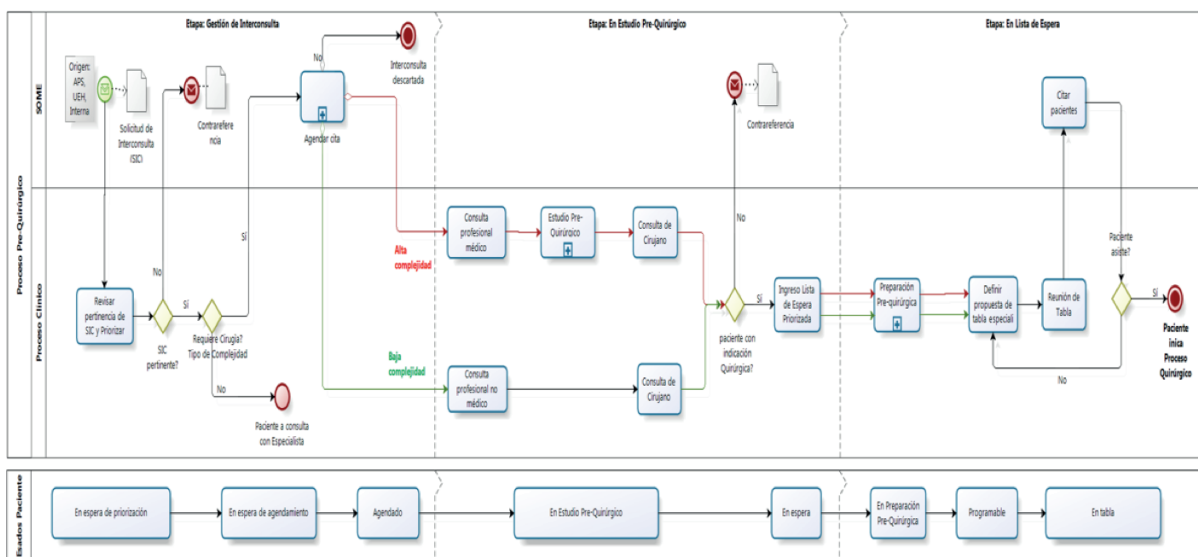 Etapa: Gestión de Interconsulta
Etapa: En Estudio Pre-Quirúrgico
Etapa: En Lista de Espera
Proceso Pre-Quirúrgico
SOME
Origen:
APS,
UEH,
Interna
Solicitud de
Interconsulta
(SIC)
Contrarefere
ncia
No
Interconsulta
descartada
Agendar cita
Contrareferencia
Citar
pacientes
Proceso Clínico
Revisar
pertinencia de
SIC y Priorizar
No
SIC
pertinente?
Sí
Requiere Cirugía?
Tipo de Complejidad
Sí
No
Paciente a consulta
con Especialista
Alta
complejidad
Baja
complejidad
Consulta
profesional
médico
Estudio Pre-
Quirúrgico
Consulta de
Cirujano
Consulta
profesional no
médico
Consulta de
Cirujano
No
paciente con
indicación
Quirúrgica?
Sí
Ingreso Lista
de Espera
Priorizada
Preparación
Pre-quirúrgica
Definir
propuesta de
tabla especiali
Reunión de
Tabla
Paciente
asiste?
Sí
No
Paciente
inica
Proceso
Quirúrgico
Esados Paciente
En espera de priorización
En espera de agendamiento
Agendado
En Estudio Pre-Quirúrgico
En espera
En Preparación
Pre-Quirúrgica
Programable
En tabla